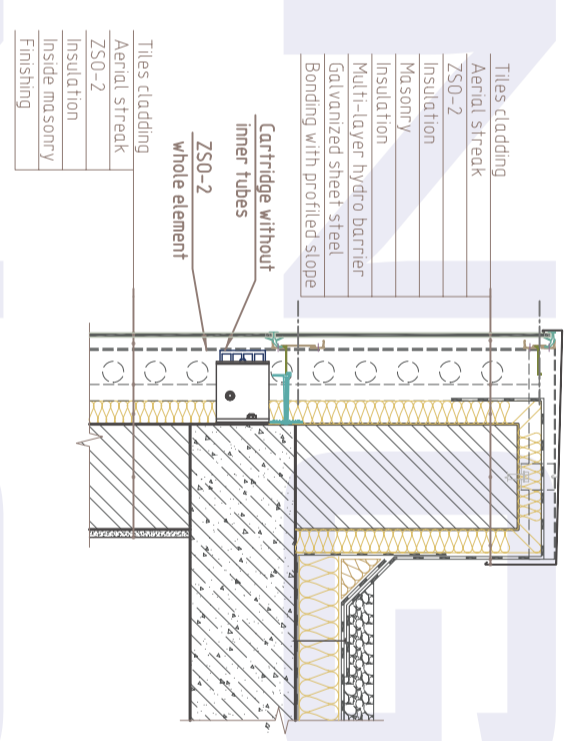 Tiles cladding
Aerial streak
ZSO-2
Insulation
Masonry
Insulation
Multi-layer hydro barrier
Galvanized sheet steel
Bonding with profiled slope
Cartridge without
inner tubes
ZSO-2
whole element
Tiles cladding
Aerial streak
ZSO-2
Insulation
Inside masonry
Finishing